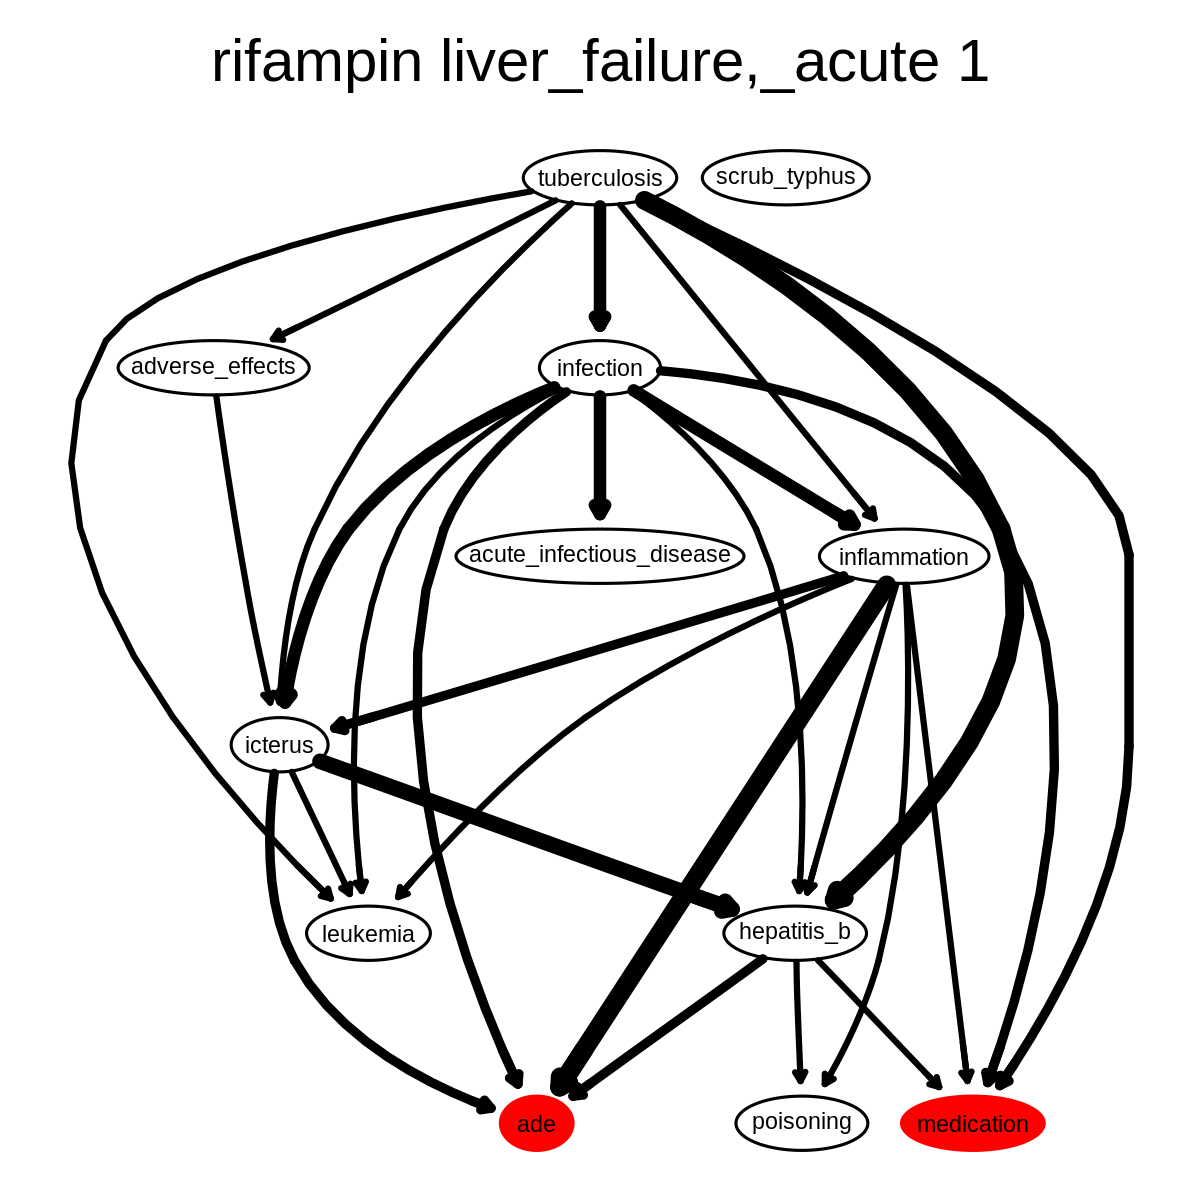 rifampin liver_failure,_acute 1
tuberculosis
scrub_typhus
adverse_effects
infection
acute_infectious_disease
inflammation
icterus
leukemia
hepatitis_b
ade
poisoning
medication